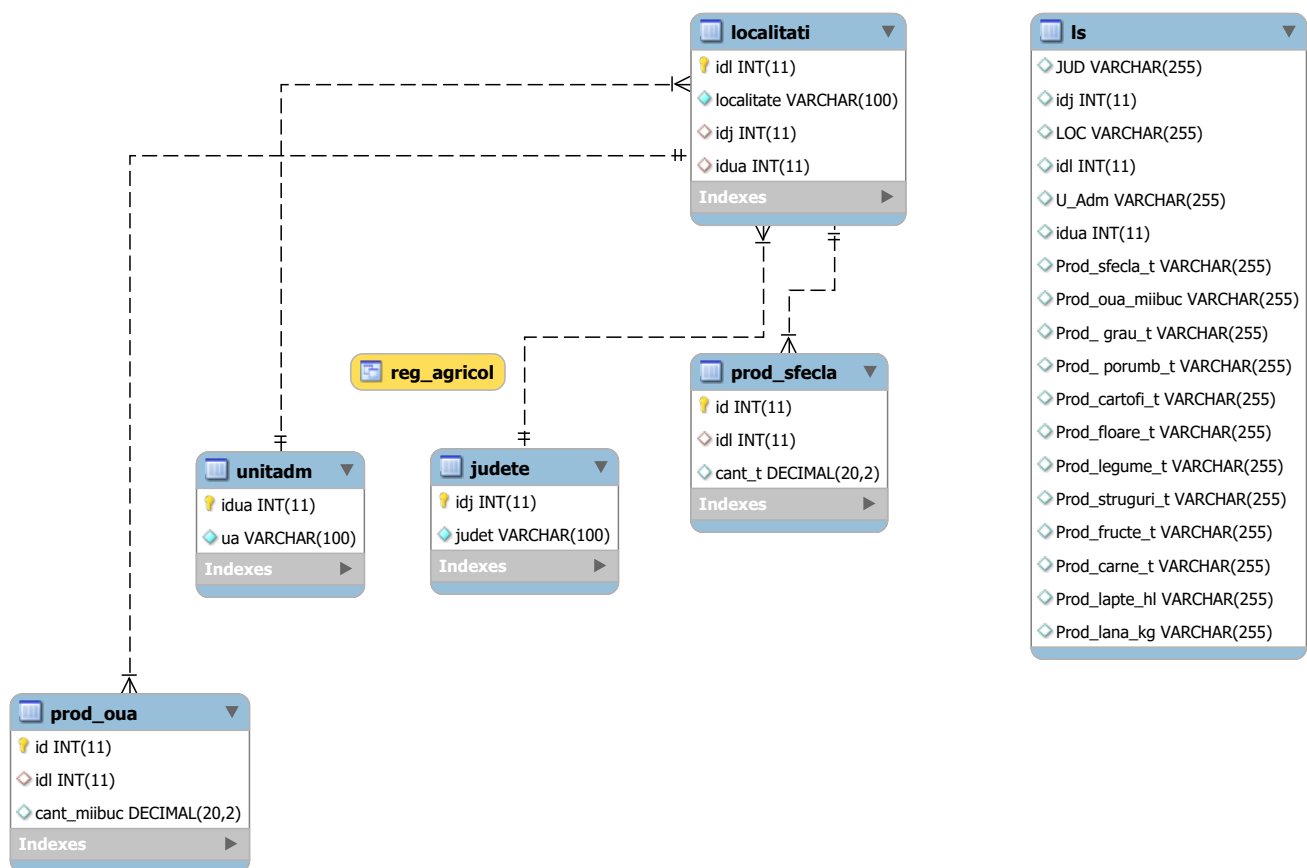 localitati
idl INT(11)
localitate VARCHAR(100)
idj INT(11)
idua INT(11)
Indexes
ls
JUD VARCHAR(255)
idj INT(11)
LOC VARCHAR(255)
idl INT(11)
U_Adm VARCHAR(255)
idua INT(11)
Prod_sfecla_t VARCHAR(255)
Prod_oua_miibuc VARCHAR(255)
Prod_ grau_t VARCHAR(255)
Prod_ porumb_t VARCHAR(255)
Prod_cartofi_t VARCHAR(255)
Prod_floare_t VARCHAR(255)
Prod_legume_t VARCHAR(255)
Prod_struguri_t VARCHAR(255)
Prod_fructe_t VARCHAR(255)
Prod_carne_t VARCHAR(255)
Prod_lapte_hl VARCHAR(255)
Prod_lana_kg VARCHAR(255)
reg_agricol
prod_sfecla
id INT(11)
idl INT(11)
cant_t DECIMAL(20,2)
Indexes
unitadm
idua INT(11)
ua VARCHAR(100)
Indexes
judete
idj INT(11)
judet VARCHAR(100)
Indexes
prod_oua
id INT(11)
idl INT(11)
cant_miibuc DECIMAL(20,2)
Indexes